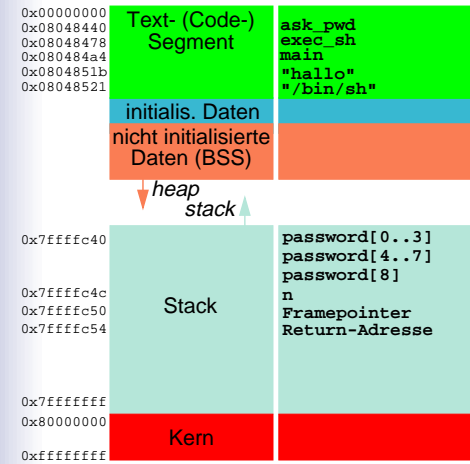 0x00000000 Text- (Code-)
0x08048440 Segment ask_pwd
0x08048478 exec_sh
0x080484a4 main
0x0804851b "hallo"
0x08048521 "/bin/sh"
initialis. Daten
nicht initialisierte
Daten (BSS)
heap
stack
0x7ffffc40 password[0..3]
password[4..7]
password[8]
0x7ffffc4c n
0x7ffffc50 Stack Framepointer
0x7ffffc54 Return-Adresse
0x7fffffff
0x80000000
Kern
0xffffffff